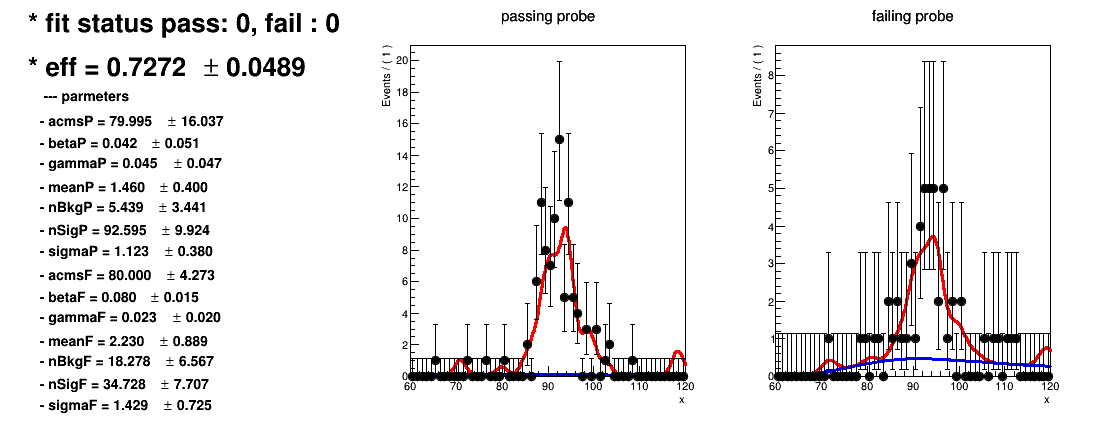 * fit status pass: 0, fail : 0
* eff = 0.7272 ± 0.0489
--- parmeters
- acmsP = 79.995 ± 16.037
- betaP = 0.042 ± 0.051
- gammaP = 0.045 ± 0.047
- meanP = 1.460 ± 0.400
- nBkgP = 5.439 ± 3.441
- nSigP = 92.595 ± 9.924
- sigmaP = 1.123 ± 0.380
- acmsF = 80.000 ± 4.273
- betaF = 0.080 ± 0.015
- gammaF = 0.023 ± 0.020
- meanF = 2.230 ± 0.889
- nBkgF = 18.278 ± 6.567
- nSigF = 34.728 ± 7.707
- sigmaF = 1.429 ± 0.725
passing probe
Events / ( 1 )
20
18
16
14
12
10
8
6
4
2
0
60 70 80 90 100 110 120
x
failing probe
Events / ( 1 )
8
7
6
5
4
3
2
1
0
60 70 80 90 100 110 120
x